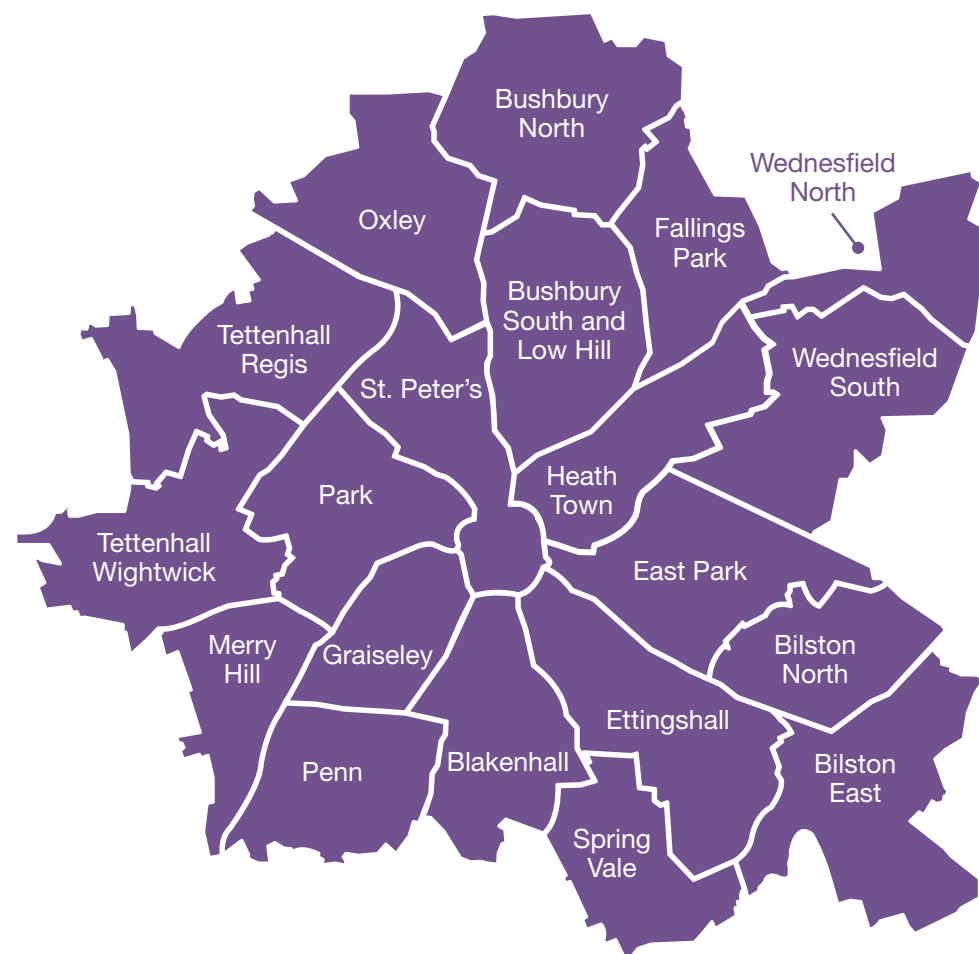 Bushbury
North
Wednesfield
North
Oxley
Fallings
Park
Bushbury
South and
Low Hill
Tettenhall
Regis
Wednesfield
South
St. Peter’s
Heath
Town
Park
Tettenhall
Wightwick
East Park
Merry
Hill
Graiseley
Bilston
North
Ettingshall
Penn
Blakenhall
Bilston
East
Spring
Vale